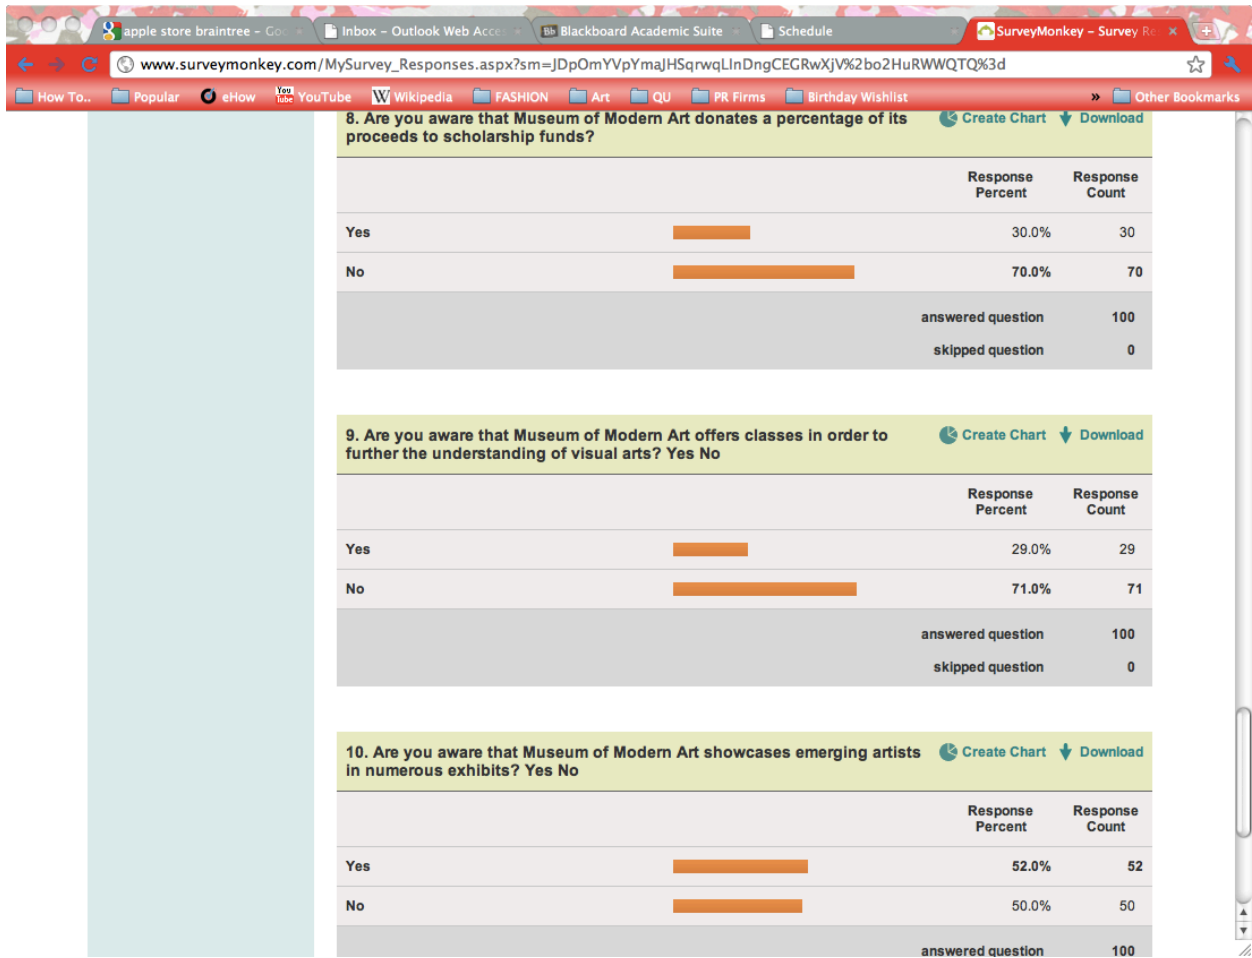 apple store braintree – Go
Inbox – Outlook Web Acce
Bb Blackboard Academic Suite
Schedule
SurveyMonkey – Survey Re
www.surveymonkey.com/MySurvey_Responses.aspx?sm=JDpOmYVpYmaJHSqrwqLlnDngCEGRwXjV%2bo2HuRWWQTQ%3d
How To.. Popular eHow You Tube YouTube W Wikipedia FASHION Art QU PR Firms Birthday Wishlist » Other Bookmarks
8. Are you aware that Museum of Modern Art donates a percentage of its Create Chart Download
proceeds to scholarship funds?
Response Response
Percent Count
Yes 30.0% 30
No 70.0% 70
answered question 100
skipped question 0
9. Are you aware that Museum of Modern Art offers classes in order to Create Chart Download
further the understanding of visual arts? Yes No
Response Response
Percent Count
Yes 29.0% 29
No 71.0% 71
answered question 100
skipped question 0
10. Are you aware that Museum of Modern Art showcases emerging artists Create Chart Download
in numerous exhibits? Yes No
Response Response
Percent Count
Yes 52.0% 52
No 50.0% 50
answered question 100